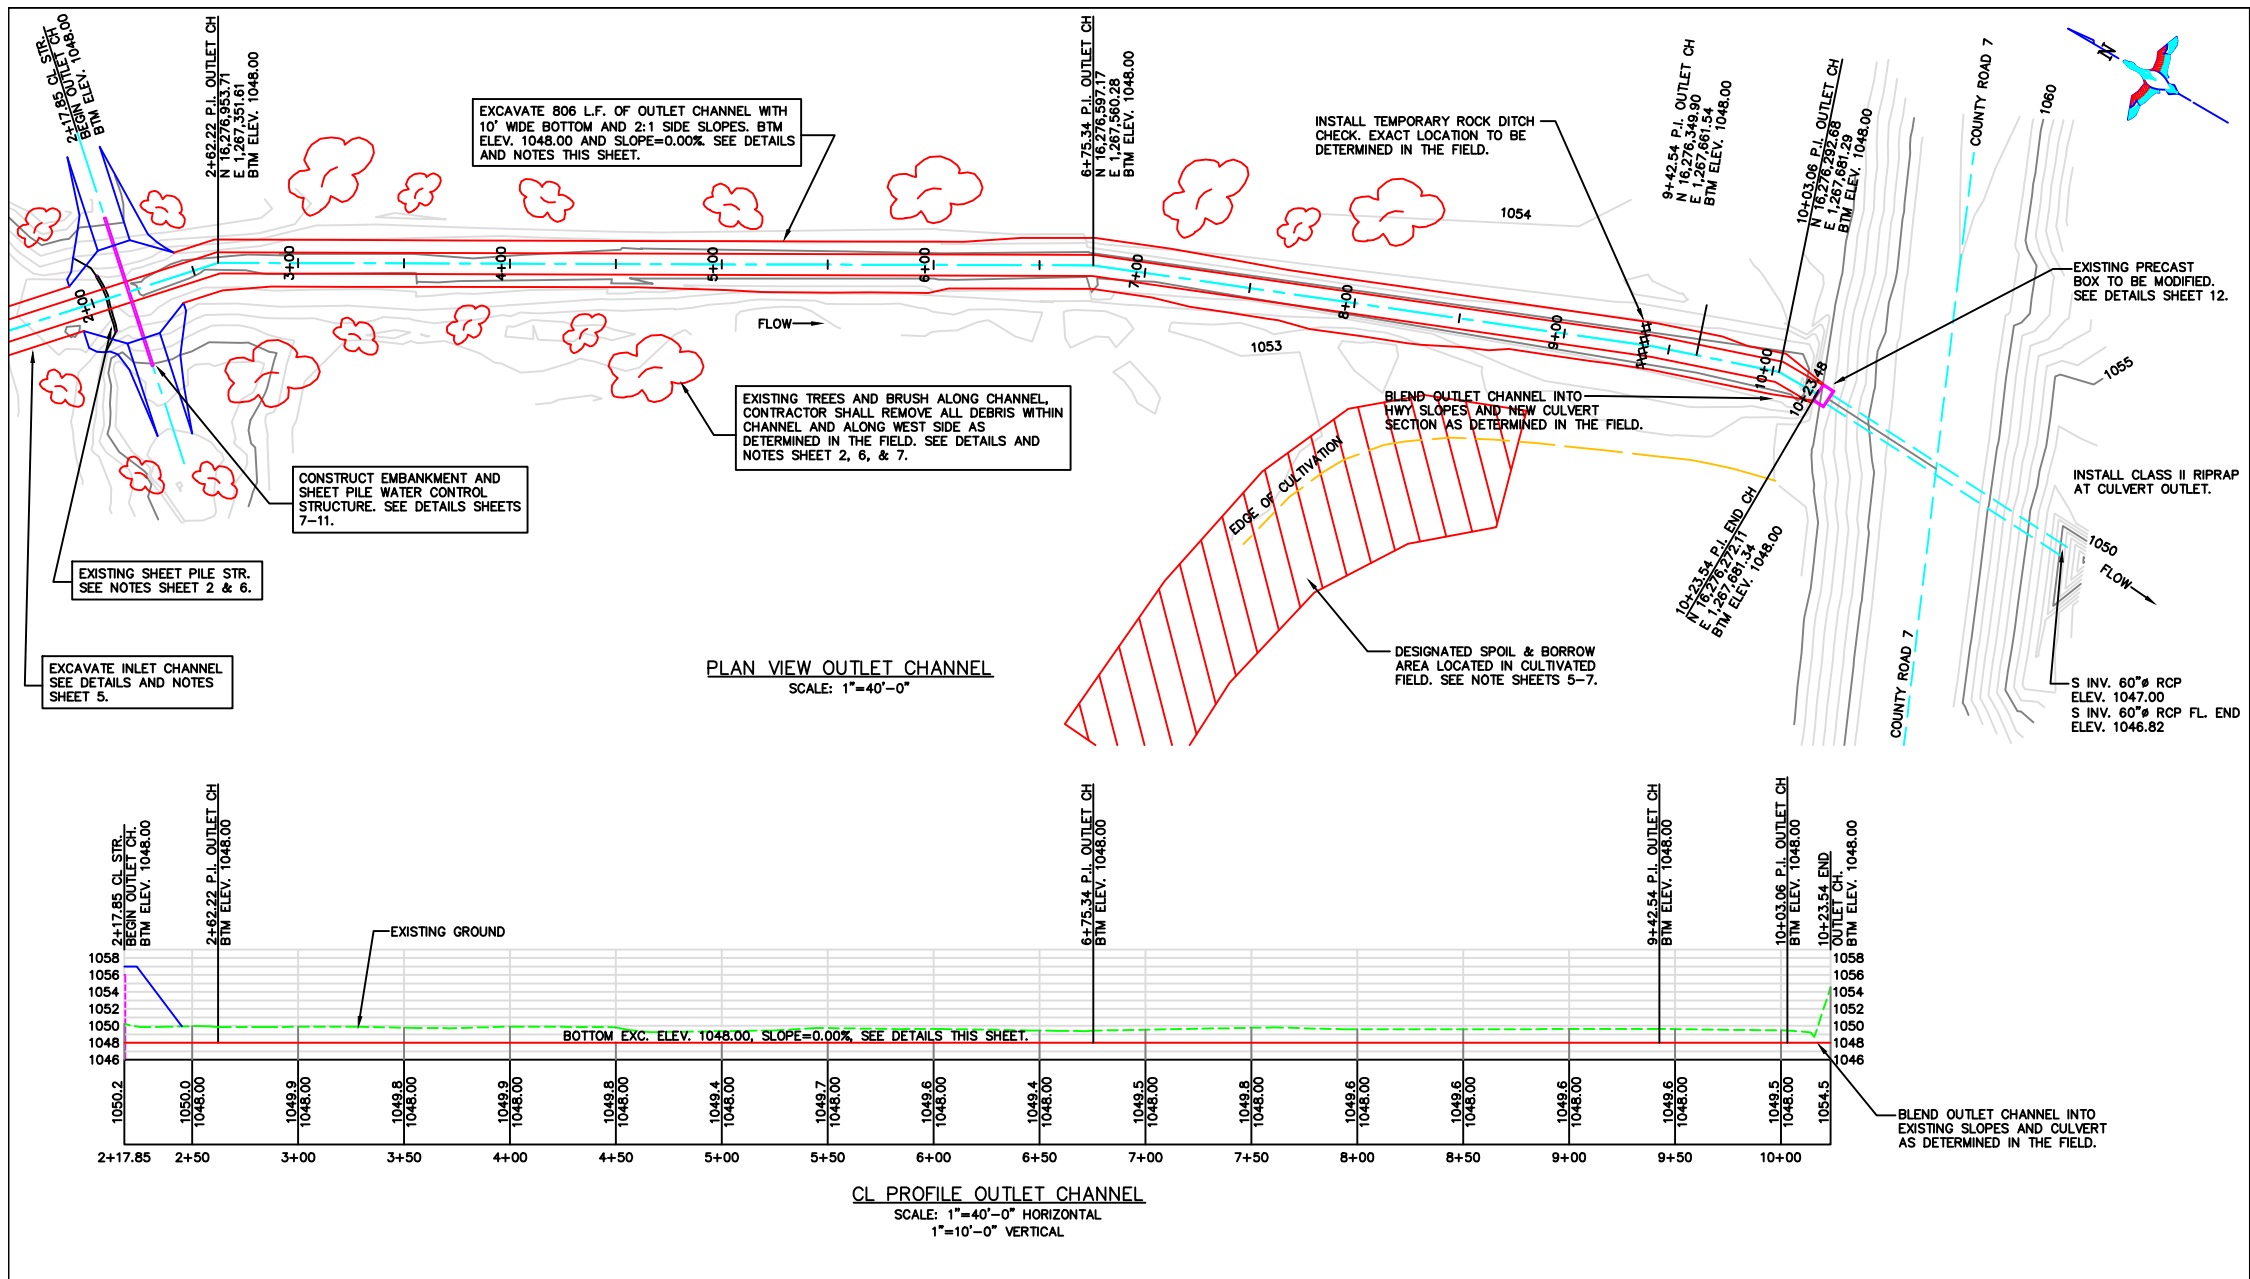 2+17.85 CL STR.
BEGIN OUTLET CH
BTM ELEV. 1048.00
2+62.22 P.I. OUTLET CH
N 16,276,953.71
E 1,267,351.61
BTM ELEV. 1048.00
EXCAVATE 806 L.F. OF OUTLET CHANNEL WITH
10' WIDE BOTTOM AND 2:1 SIDE SLOPES. BTM
ELEV. 1048.00 AND SLOPE=0.00%. SEE DETAILS
AND NOTES THIS SHEET.
6+75.34 P.I. OUTLET CH
N 16,276,597.17
E 1,267,560.28
BTM ELEV. 1048.00
INSTALL TEMPORARY ROCK DITCH
CHECK. EXACT LOCATION TO BE
DETERMINED IN THE FIELD.
9+42.54 P.I. OUTLET CH
N 16,276,349.90
E 1,267,661.54
BTM ELEV. 1048.00
10+03.06 P.I. OUTLET CH
N 16,276,292.68
E 1,267,681.29
BTM ELEV. 1048.00
COUNTY ROAD 7
1060
N
1054
EXISTING PRECAST
BOX TO BE MODIFIED.
SEE DETAILS SHEET 12.
2+00
3+00
4+00
5+00
6+00
7+00
8+00
9+00
10+00
10+23.48
FLOW
1053
1055
EXISTING TREES AND BRUSH ALONG CHANNEL,
CONTRACTOR SHALL REMOVE ALL DEBRIS WITHIN
CHANNEL AND ALONG WEST SIDE AS
DETERMINED IN THE FIELD. SEE DETAILS AND
NOTES SHEET 2, 6, & 7.
BLEND OUTLET CHANNEL INTO
HWY SLOPES AND NEW CULVERT
SECTION AS DETERMINED IN THE FIELD.
EDGE OF CULTIVATION
CONSTRUCT EMBANKMENT AND
SHEET PILE WATER CONTROL
STRUCTURE. SEE DETAILS SHEETS
7-11.
INSTALL CLASS II RIPRAP
AT CULVERT OUTLET.
1050
FLOW
EXISTING SHEET PILE STR.
SEE NOTES SHEET 2 & 6.
10+23.54 P.I. END CH
N 16,276,272.11
E 1,267,681.34
BTM ELEV. 1048.00
EXCAVATE INLET CHANNEL
SEE DETAILS AND NOTES
SHEET 5.
DESIGNATED SPOIL & BORROW
AREA LOCATED IN CULTIVATED
FIELD. SEE NOTE SHEETS 5-7.
COUNTY ROAD 7
S INV. 60"ø RCP
ELEV. 1047.00
S INV. 60"ø RCP FL. END
ELEV. 1046.82
PLAN VIEW OUTLET CHANNEL
SCALE: 1"=40'-0"
2+17.85 CL STR.
BEGIN OUTLET CH.
BTM ELEV. 1048.00
2+62.22 P.I. OUTLET CH
BTM ELEV. 1048.00
6+75.34 P.I. OUTLET CH
BTM ELEV. 1048.00
9+42.54 P.I. OUTLET CH
BTM ELEV. 1048.00
10+03.06 P.I. OUTLET CH
BTM ELEV. 1048.00
10+23.54 END
OUTLET CH.
BTM ELEV. 1048.00
EXISTING GROUND
1058 1058
1056 1056
1054 1054
1052 1052
1050 1050
1048 1048
1046 1046
BOTTOM EXC. ELEV. 1048.00, SLOPE=0.00%, SEE DETAILS THIS SHEET.
1050.2
1050.0
1048.00
1049.9
1048.00
1049.8
1048.00
1049.9
1048.00
1049.8
1048.00
1049.4
1048.00
1049.7
1048.00
1049.6
1048.00
1049.4
1048.00
1049.5
1048.00
1049.8
1048.00
1049.6
1048.00
1049.6
1048.00
1049.6
1048.00
1049.6
1048.00
1049.5
1048.00
1054.5
BLEND OUTLET CHANNEL INTO
EXISTING SLOPES AND CULVERT
AS DETERMINED IN THE FIELD.
2+17.85 2+50 3+00 3+50 4+00 4+50 5+00 5+50 6+00 6+50 7+00 7+50 8+00 8+50 9+00 9+50 10+00
CL PROFILE OUTLET CHANNEL
SCALE: 1"=40'-0" HORIZONTAL
1"=10'-0" VERTICAL